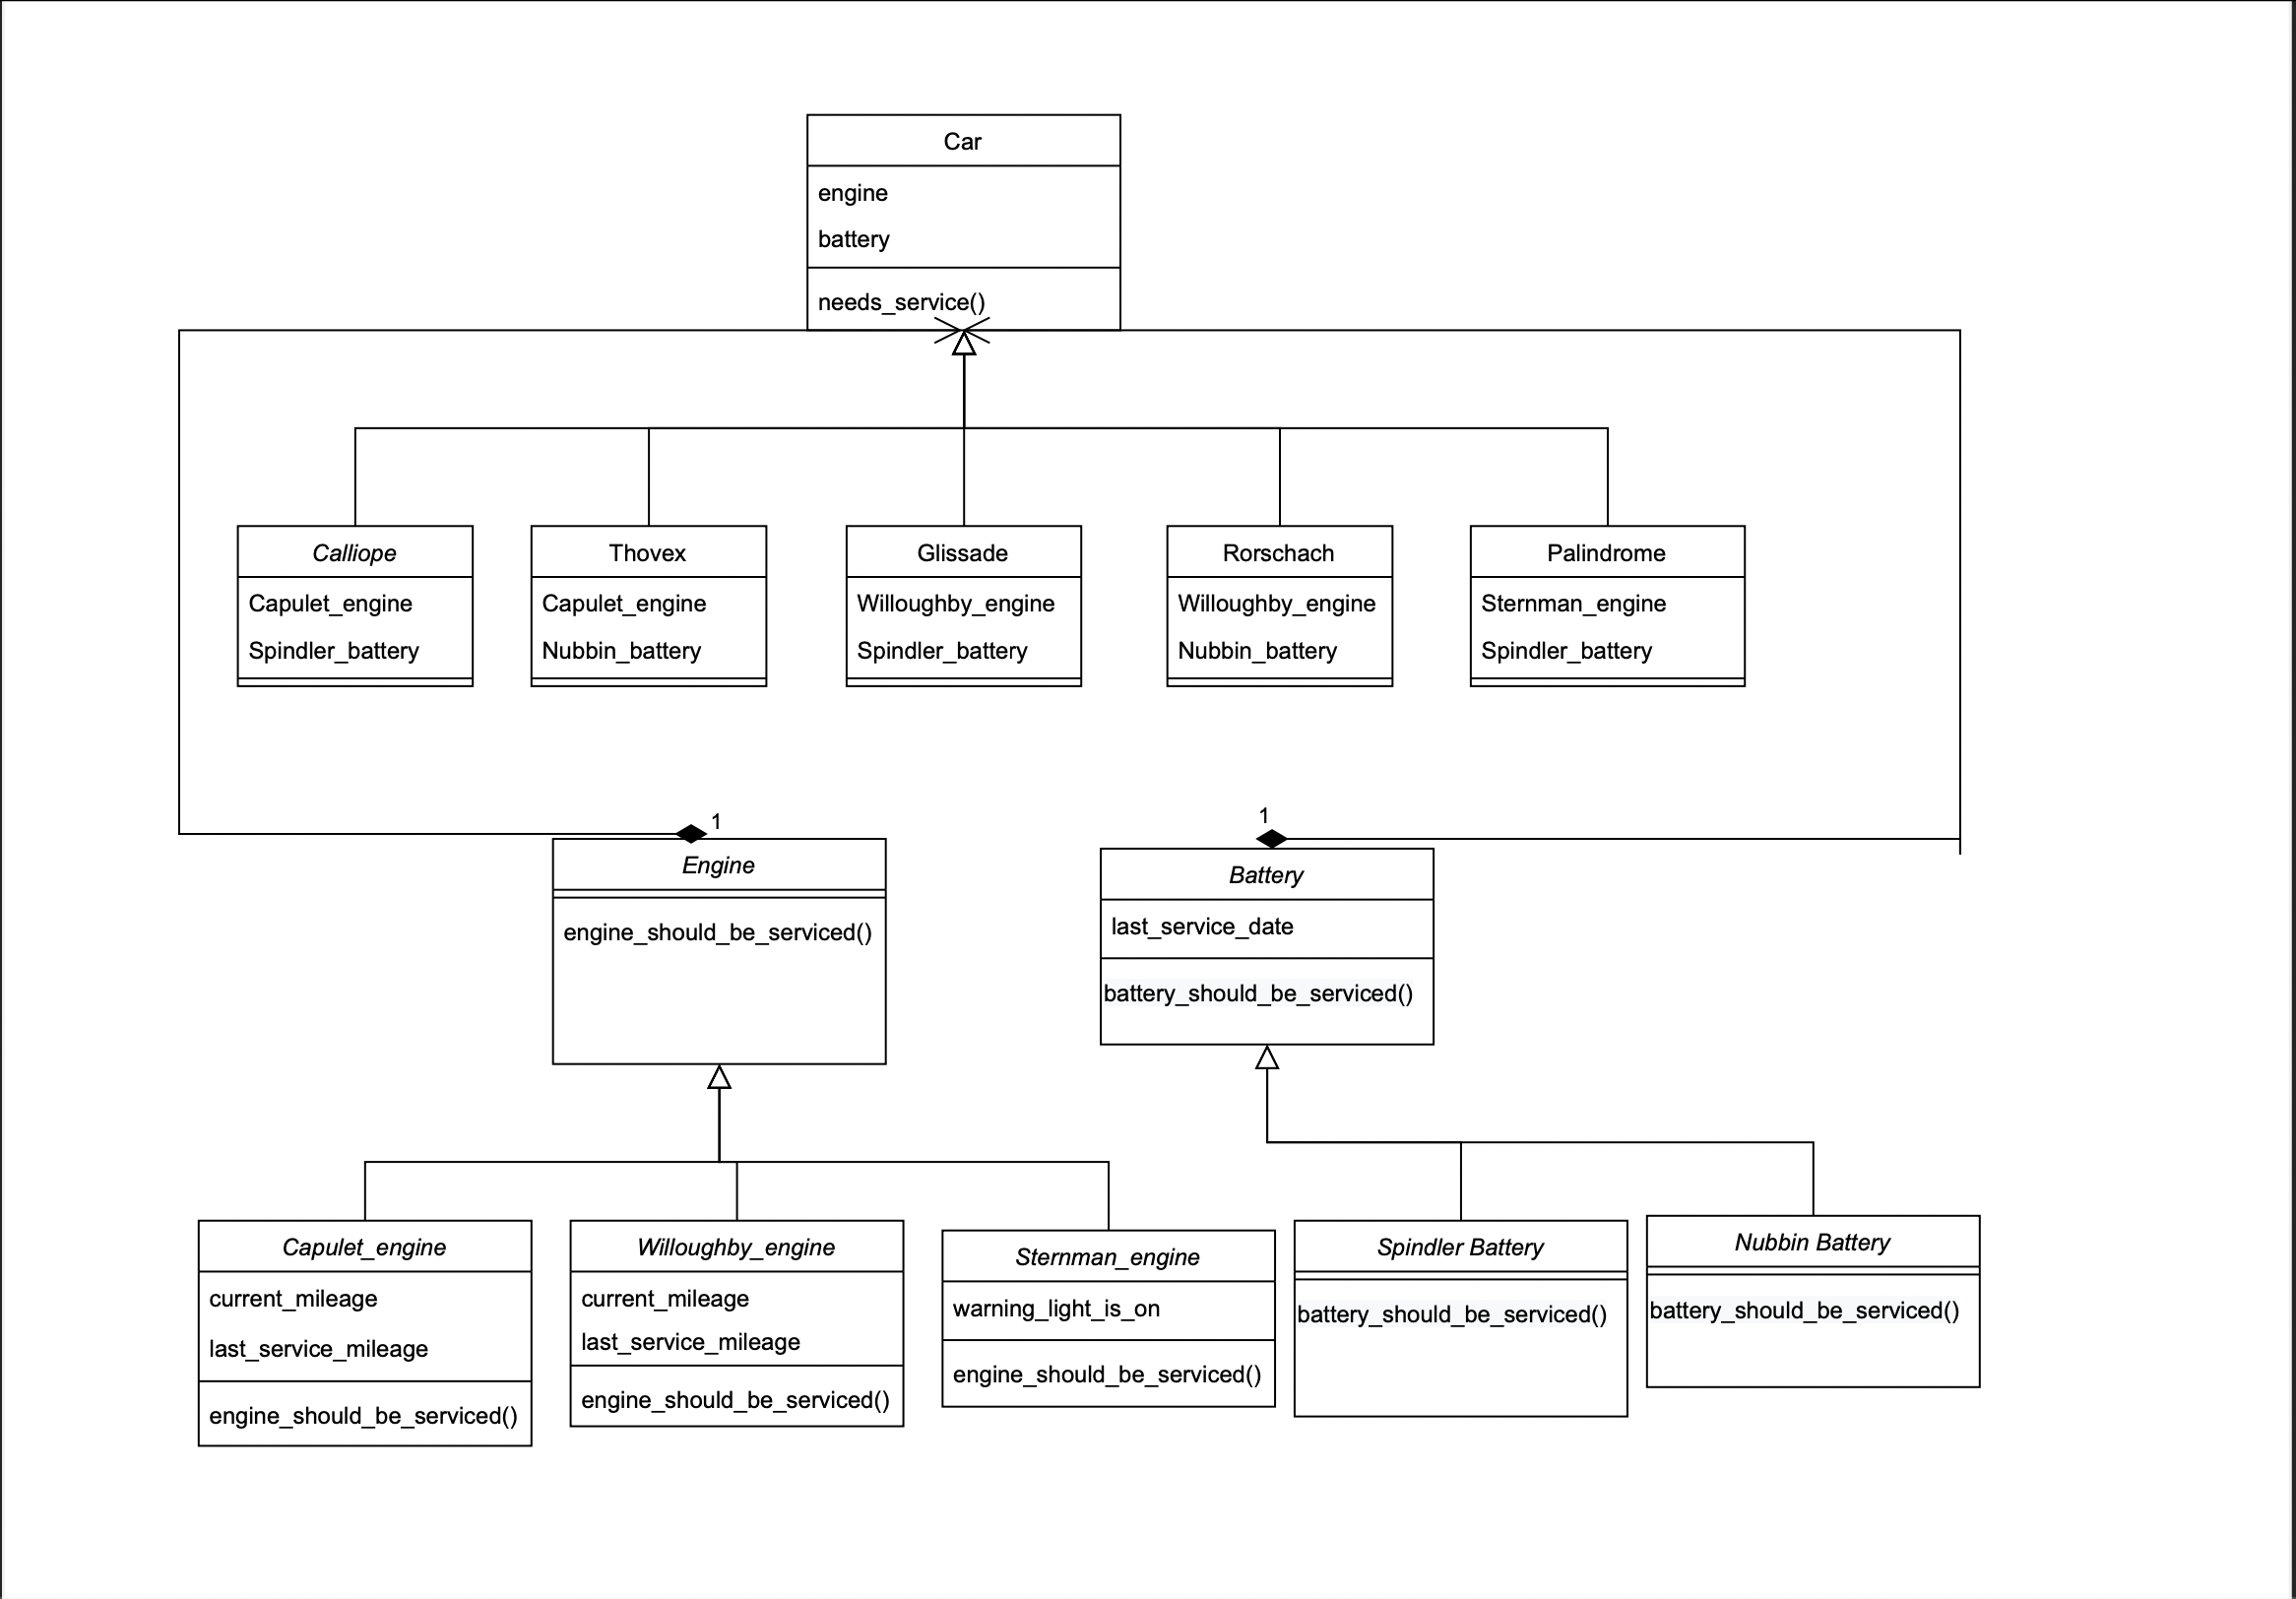 Car
engine
battery
needs_service()
Calliope
Capulet_engine
Spindler_battery
Thovex
Capulet_engine
Nubbin_battery
Glissade
Willoughby_engine
Spindler_battery
Rorschach
Willoughby_engine
Nubbin_battery
Palindrome
Sternman_engine
Spindler_battery
1
Engine
engine_should_be_serviced()
1
Battery
last_service_date
battery_should_be_serviced()
Capulet_engine
current_mileage
last_service_mileage
engine_should_be_serviced()
Willoughby_engine
current_mileage
last_service_mileage
engine_should_be_serviced()
Sternman_engine
warning_light_is_on
engine_should_be_serviced()
Spindler Battery
battery_should_be_serviced()
Nubbin Battery
battery_should_be_serviced()